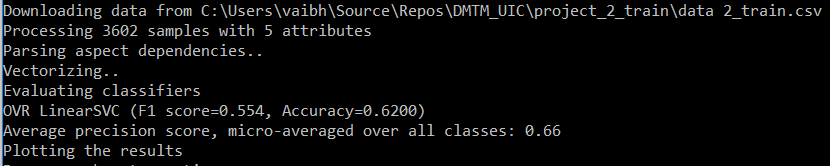 Downloading data from C:\Users\vaibh\Source\Repos\DMTM_UIC\project_2_train\data 2_train.csv
Processing 3602 samples with 5 attributes
Parsing aspect dependencies..
Vectorizing..
Evaluating classifiers
OVR LinearSVC (F1 score=0.554, Accuracy=0.6200)
Average precision score, micro-averaged over all classes: 0.66
Plotting the results